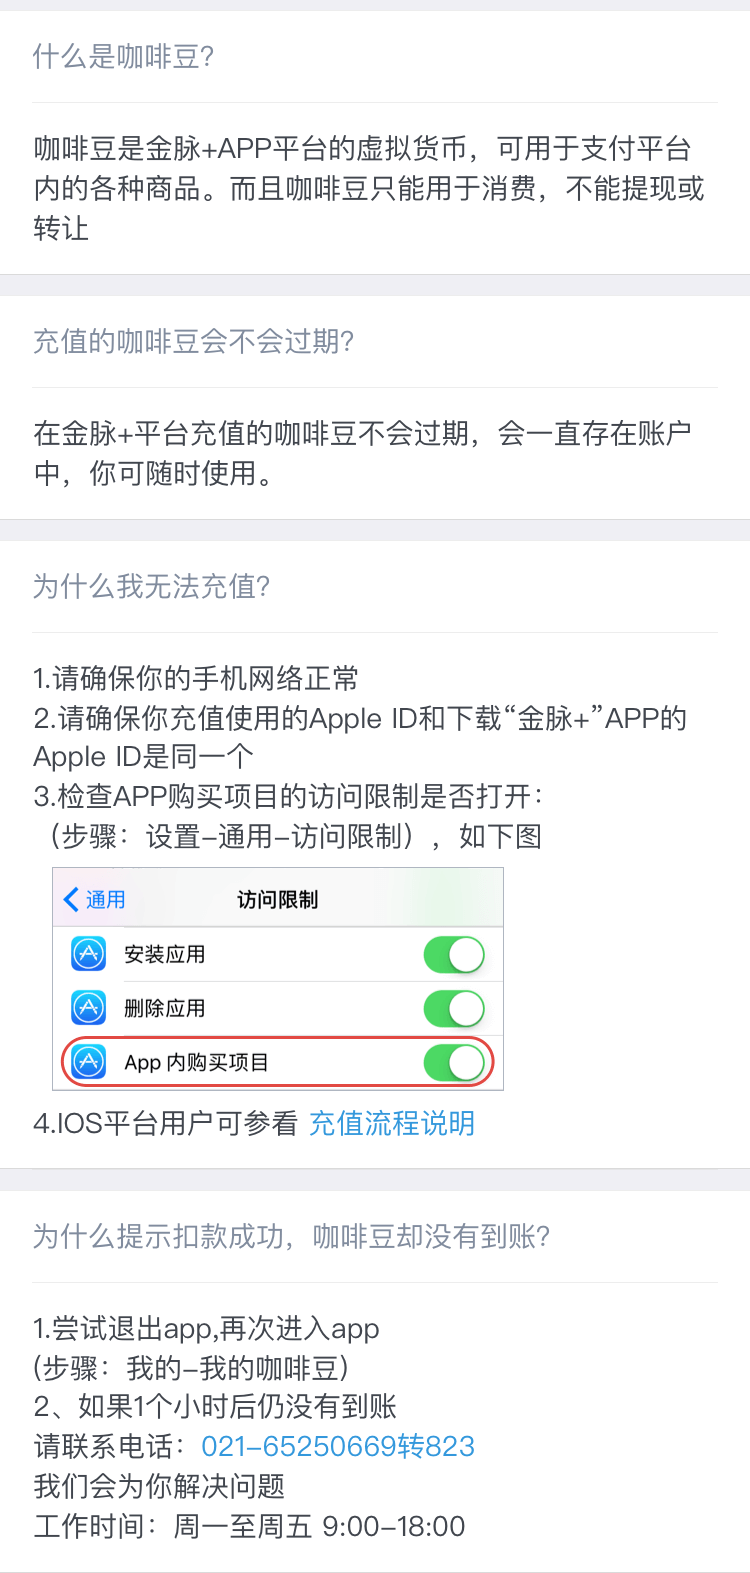 什么是咖啡豆?
咖啡豆是金脉+APP平台的虚拟货币，可用于支付平台
内的各种商品。而且咖啡豆只能用于消费，不能提现或
转让
充值的咖啡豆会不会过期?
在金脉+平台充值的咖啡豆不会过期，会一直存在账户
中，你可随时使用。
为什么我无法充值?
1.请确保你的手机网络正常
2.请确保你充值使用的Apple ID和下载“金脉+”APP的
Apple ID是同一个
3.检查APP购买项目的访问限制是否打开：
（步骤：设置-通用-访问限制），如下图
通用 访问限制
安装应用
删除应用
App 内购买项目
4.IOS平台用户可参看 充值流程说明
为什么提示扣款成功，咖啡豆却没有到账?
1.尝试退出app,再次进入app
(步骤：我的-我的咖啡豆)
2、如果1个小时后仍没有到账
请联系电话：021-65250669转823
我们会为你解决问题
工作时间：周一至周五 9:00-18:00